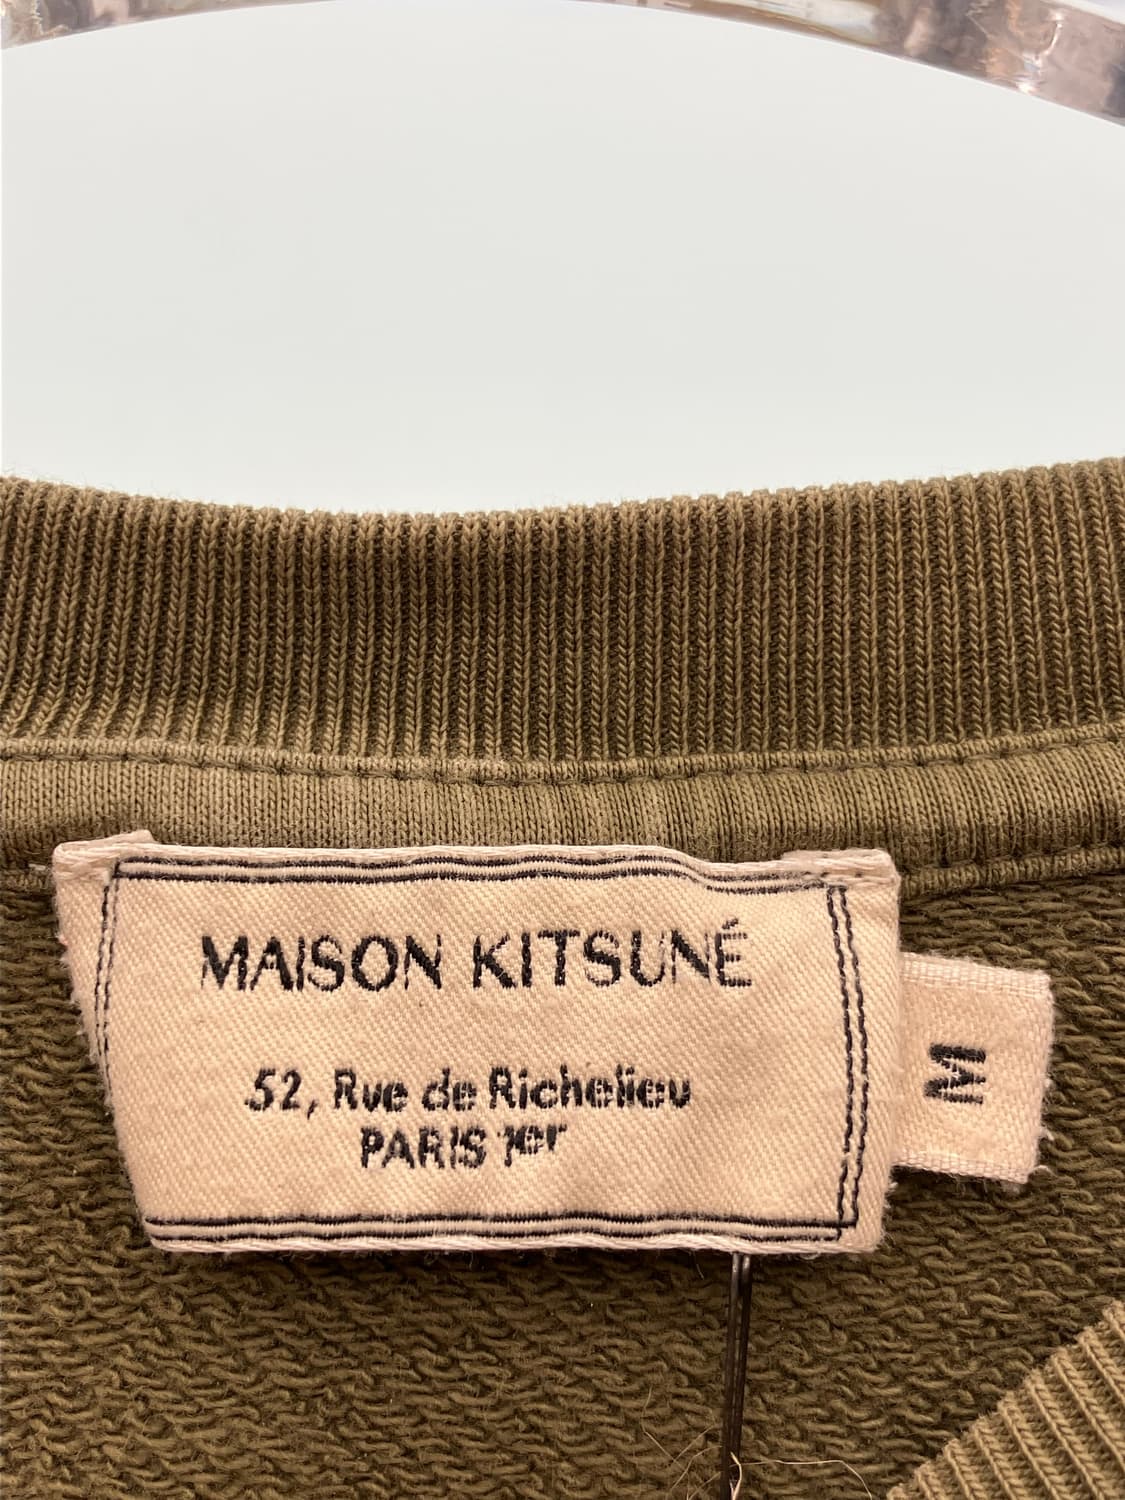 MAISON KITSUNÉ
52, Rue de Richelieu
PARIS 1er
M